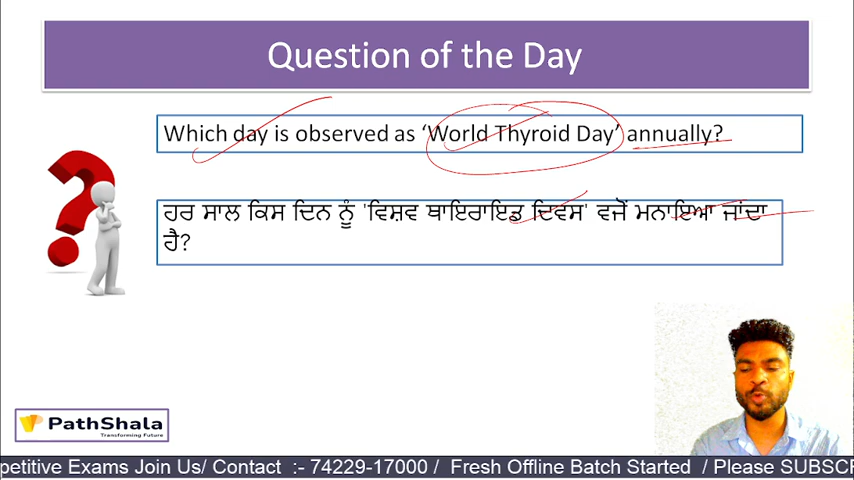 Question of the Day
Which day is observed as ‘World Thyroid Day’ annually?
ਹਰ ਸਾਲ ਕਿਸ ਦਿਨ ਨੂੰ 'ਵਿਸ਼ਵ ਥਾਇਰਾਇਡ ਦਿਵਸ' ਵਜੋਂ ਮਨਾਇਆ ਜਾਂਦਾ
ਹੈ?
PathShala
Transforming Future
petitive Exams Join Us/ Contact :- 74229-17000 / Fresh Offline Batch Started / Please SUBSCR